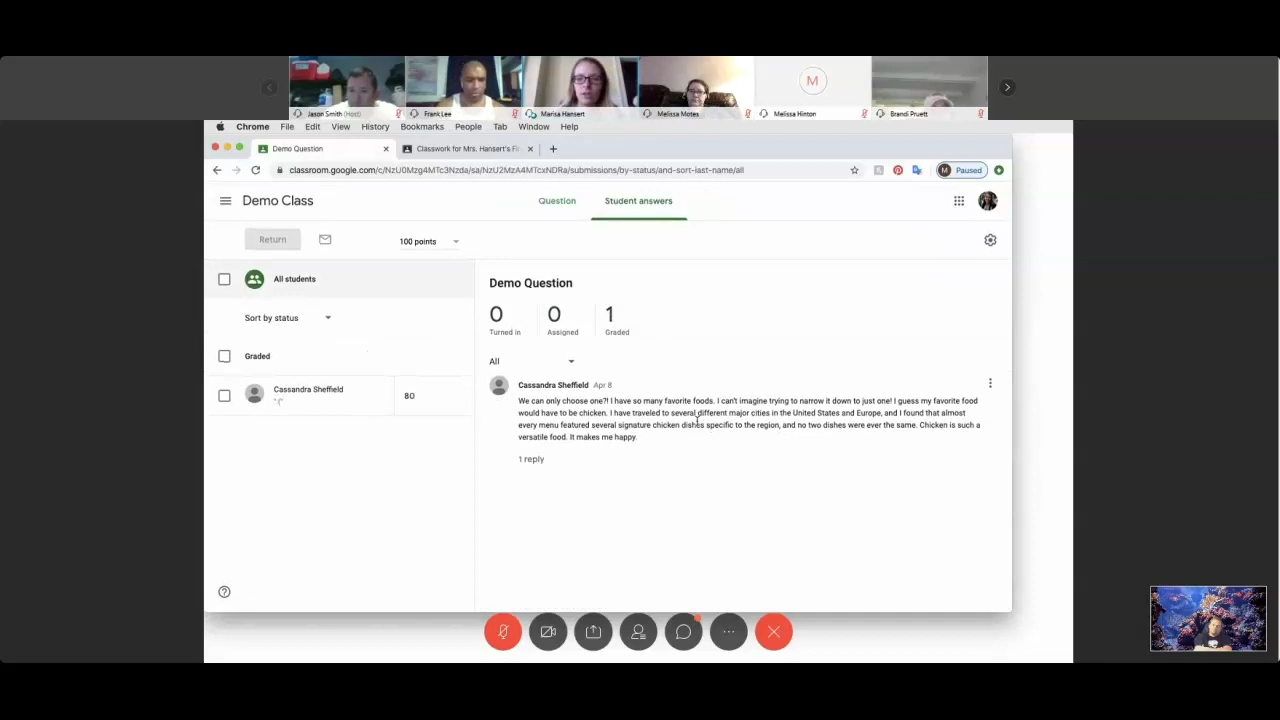 M
Jason Smith (Host)
Frank Lee
Marisa Hansert
Melissa Motes
Melissa Hinton
Brandi Pruett
Chrome File Edit View History Bookmarks People Tab Window Help
Demo Question
Classwork for Mrs. Hansert's Fi
classroom.google.com/c/NzU0Mzg4MTc3Nzda/sa/NzU2MzA4MTcxNDRa/submissions/by-status/and-sort-last-name/all
M Paused
Demo Class
Question
Student answers
Return
100 points
All students
Sort by status
Graded
Cassandra Sheffield
80
Demo Question
0 0 1
Turned in Assigned Graded
All
Cassandra Sheffield Apr 8
We can only choose one?! I have so many favorite foods. I can't imagine trying to narrow it down to just one! I guess my favorite food
would have to be chicken. I have traveled to several different major cities in the United States and Europe, and I found that almost
every menu featured several signature chicken dishes specific to the region, and no two dishes were ever the same. Chicken is such a
versatile food. It makes me happy.
1 reply